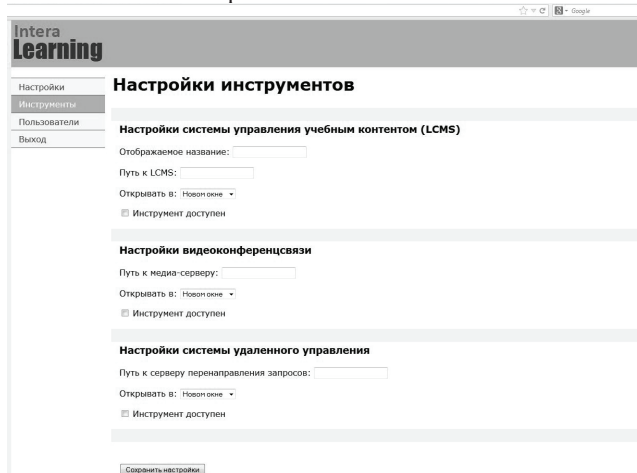 Google
Intera
Learning
Настройки
Инструменты
Пользователи
Выход
Настройки инструментов
Настройки системы управления учебным контентом (LCMS)
Отображаемое название:
Путь к LCMS:
Открывать в: Новом окне
Инструмент доступен
Настройки видеоконференцсвязи
Путь к медиа-серверу:
Открывать в: Новом окне
Инструмент доступен
Настройки системы удаленного управления
Путь к серверу перенаправления запросов:
Открывать в: Новом окне
Инструмент доступен
Сохранить настройки